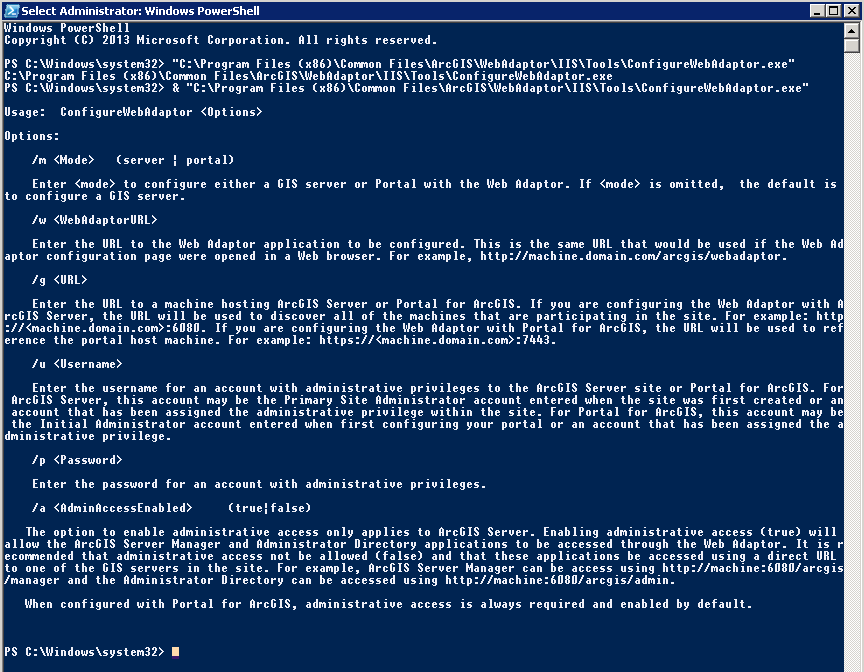 Select Administrator: Windows PowerShell
Windows PowerShell
Copyright (C) 2013 Microsoft Corporation. All rights reserved.
PS C:\Windows\system32> "C:\Program Files (x86)\Common Files\ArcGIS\WebAdaptor\IIS\Tools\ConfigureWebAdaptor.exe"
C:\Program Files (x86)\Common Files\ArcGIS\WebAdaptor\IIS\Tools\ConfigureWebAdaptor.exe
PS C:\Windows\system32> & "C:\Program Files (x86)\Common Files\ArcGIS\WebAdaptor\IIS\Tools\ConfigureWebAdaptor.exe"
Usage:  ConfigureWebAdaptor <Options>
Options:
/m <Mode>   (server ¦ portal)
Enter <mode> to configure either a GIS server or Portal with the Web Adaptor. If <mode> is omitted,  the default is
to configure a GIS server.
/w <WebAdaptorURL>
Enter the URL to the Web Adaptor application to be configured. This is the same URL that would be used if the Web Ad
aptor configuration page were opened in a Web browser. For example, http://machine.domain.com/arcgis/webadaptor.
/g <URL>
Enter the URL to a machine hosting ArcGIS Server or Portal for ArcGIS. If you are configuring the Web Adaptor with A
rcGIS Server, the URL will be used to discover all of the machines that are participating in the site. For example: http
://<machine.domain.com>:6080. If you are configuring the Web Adaptor with Portal for ArcGIS, the URL will be used to ref
erence the portal host machine. For example: https://<machine.domain.com>:7443.
/u <Username>
Enter the username for an account with administrative privileges to the ArcGIS Server site or Portal for ArcGIS. For
ArcGIS Server, this account may be the Primary Site Administrator account entered when the site was first created or an
account that has been assigned the administrative privilege within the site. For Portal for ArcGIS, this account may be
the Initial Administrator account entered when first configuring your portal or an account that has been assigned the a
dministrative privilege.
/p <Password>
Enter the password for an account with administrative privileges.
/a <AdminAccessEnabled>     (true¦false)
The option to enable administrative access only applies to ArcGIS Server. Enabling administrative access (true) will
allow the ArcGIS Server Manager and Administrator Directory applications to be accessed through the Web Adaptor. It is r
ecommended that administrative access not be allowed (false) and that these applications be accessed using a direct URL
to one of the GIS servers in the site. For example, ArcGIS Server Manager can be access using http://machine:6080/arcgis
/manager and the Administrator Directory can be accessed using http://machine:6080/arcgis/admin.
When configured with Portal for ArcGIS, administrative access is always required and enabled by default.
PS C:\Windows\system32>